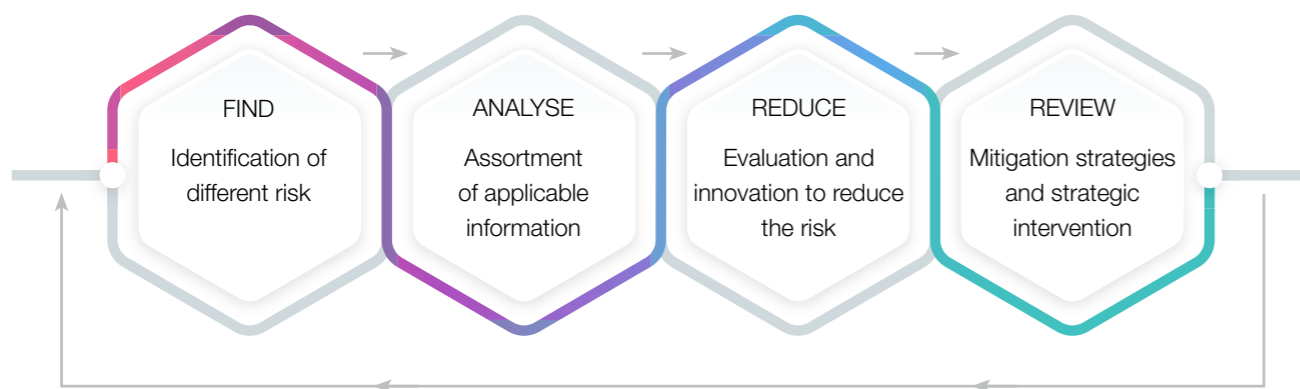 FIND
Identification of
different risk
ANALYSE
Assortment
of applicable
information
REDUCE
Evaluation and
innovation to reduce
the risk
REVIEW
Mitigation strategies
and strategic
intervention